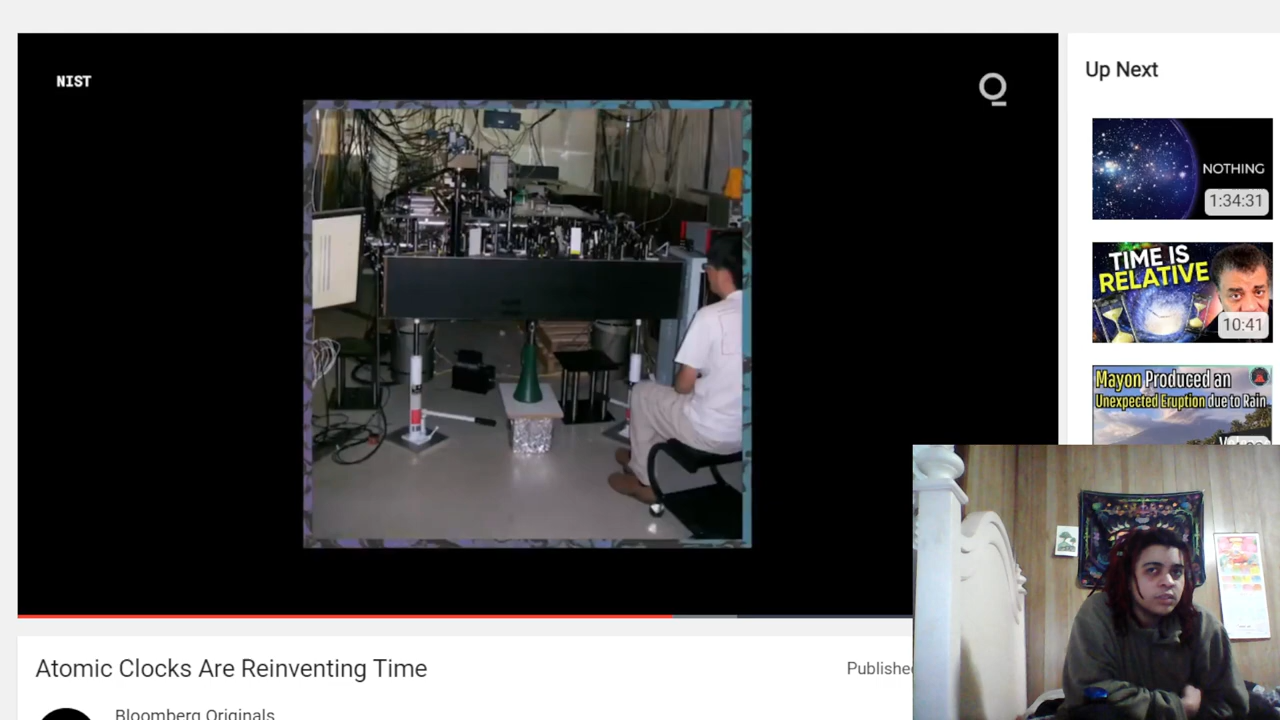 NIST
Up Next
NOTHING
1:34:31
TIME IS
RELATIVE
10:41
Mayon Produced an
Unexpected Eruption due to Rain
Atomic Clocks Are Reinventing Time
Bloomberg Originals